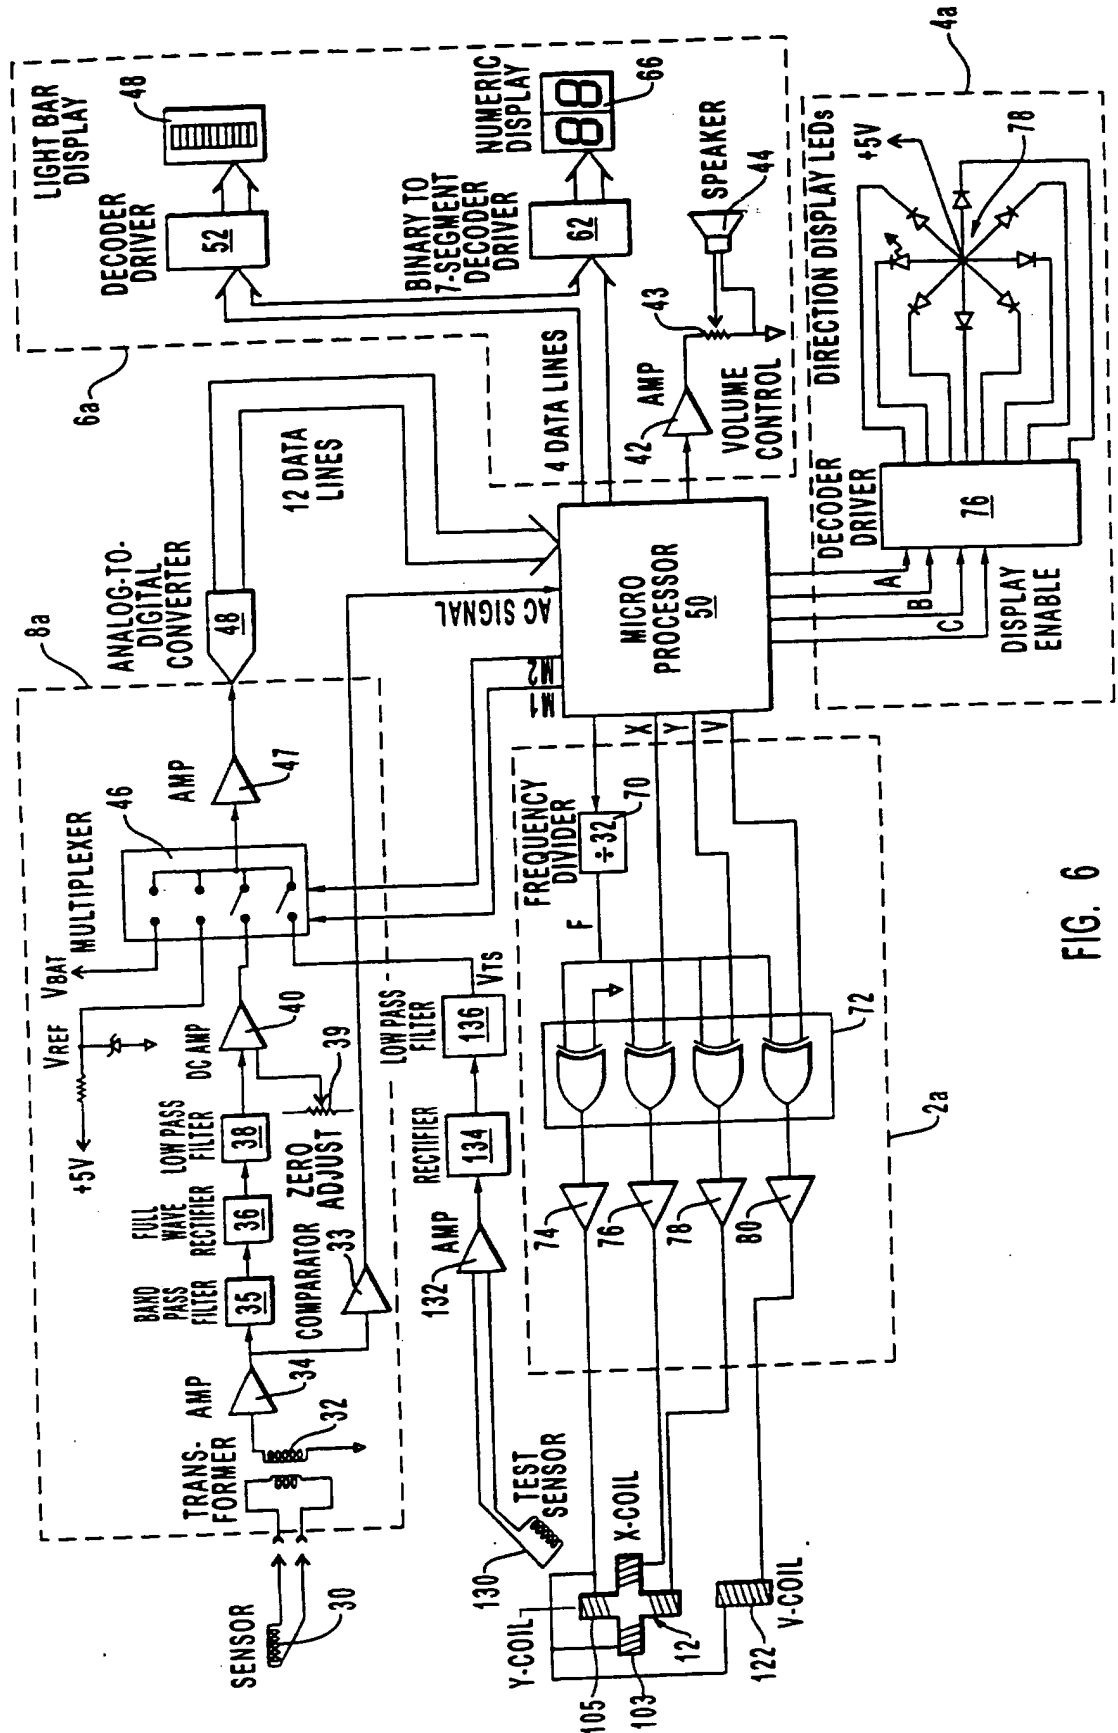 LIGHT BAR
DISPLAY
48
DECODER
DRIVER
52
BINARY TO
7-SEGMENT
DECODER
DRIVER
62
NUMERIC
DISPLAY
88
66
SPEAKER
44
43
AMP
42
VOLUME
CONTROL
6a
4 DATA LINES
12 DATA
LINES
ANALOG-TO-
DIGITAL
CONVERTER
48
8a
MULTIPLEXER
46
AMP
47
VBAT
VREF
+5V
DC AMP
40
LOW PASS
FILTER
38
ZERO
ADJUST
39
FULL
WAVE
RECTIFIER
36
BAND
PASS
FILTER
35
COMPARATOR
33
AMP
34
TRANS-
FORMER
32
SENSOR
30
AC SIGNAL
M2
M1
MICRO
PROCESSOR
50
X
Y
V
LOW PASS
FILTER
136
VTS
RECTIFIER
134
AMP
132
TEST
SENSOR
130
FREQUENCY
DIVIDER
÷32
70
F
72
2a
74
76
78
80
Y-COIL
X-COIL
105
103
12
122
V-COIL
DIRECTION DISPLAY LEDs
4a
+5V
78
DECODER
DRIVER
76
A
B
C
DISPLAY
ENABLE
FIG. 6